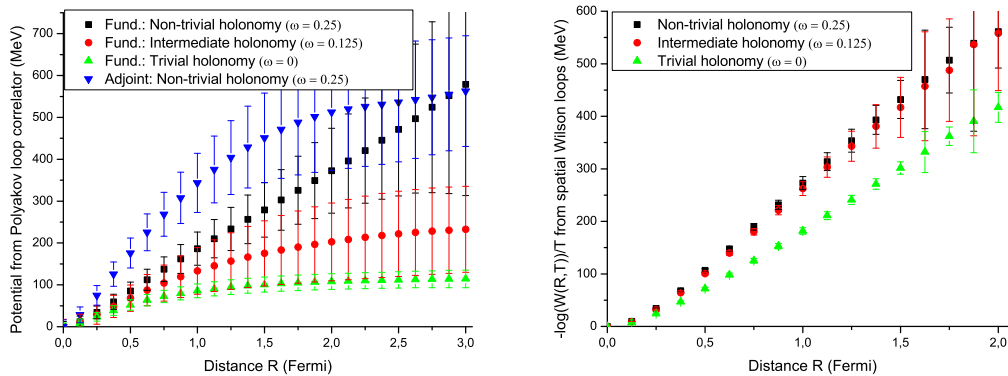 Fund.: Non-trivial holonomy (ω = 0.25)
Fund.: Intermediate holonomy (ω = 0.125)
Fund.: Trivial holonomy (ω = 0)
Adjoint: Non-trivial holonomy (ω = 0.25)
Potential from Polyakov loop correlator (MeV)
700
600
500
400
300
200
100
0
0,0 0,5 1,0 1,5 2,0 2,5 3,0
Distance R (Fermi)
Non-trivial holonomy (ω = 0.25)
Intermediate holonomy (ω = 0.125)
Trivial holonomy (ω = 0)
-log(W(R,T))/T from spatial Wilson loops (MeV)
600
500
400
300
200
100
0
0,0 0,5 1,0 1,5 2,0
Distance R (Fermi)